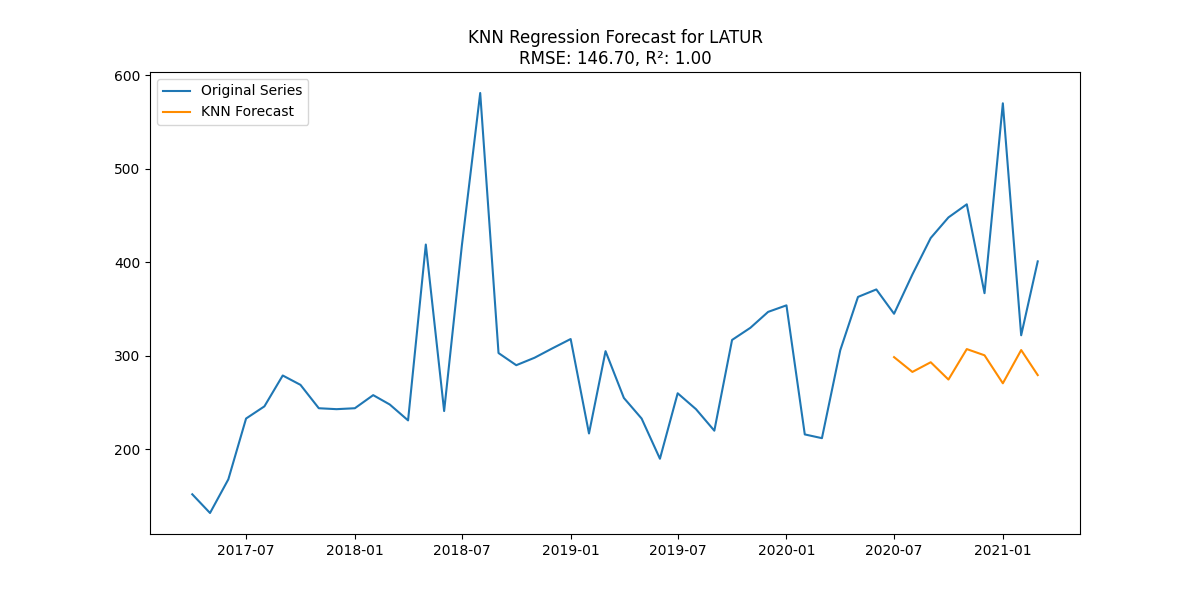 KNN Regression Forecast for LATUR
RMSE: 146.70, R²: 1.00
Original Series
KNN Forecast
600
500
400
300
200
2017-07 2018-01 2018-07 2019-01 2019-07 2020-01 2020-07 2021-01